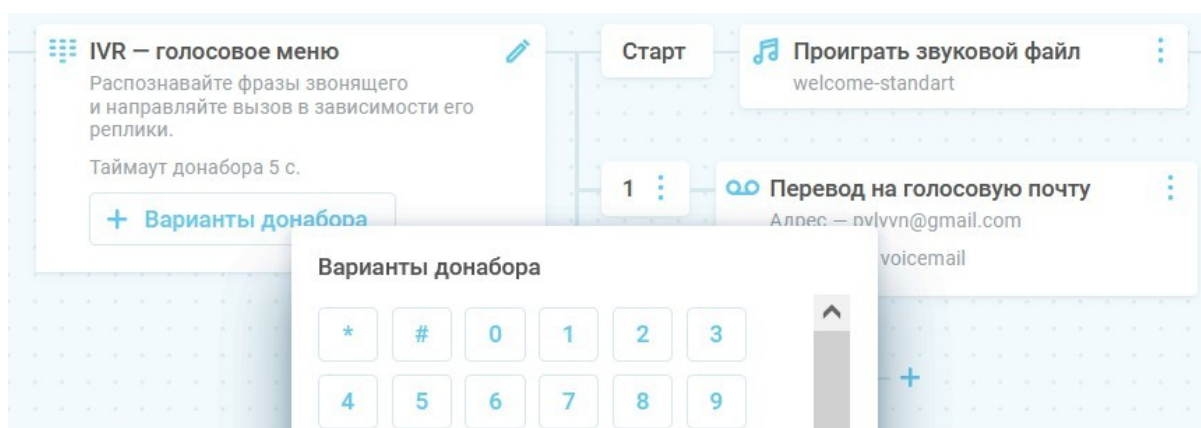 IVR — голосовое меню
Распознавайте фразы звонящего
и направляйте вызов в зависимости его
реплики.
Таймаут донабора 5 с.
+ Варианты донабора
Старт
Проиграть звуковой файл
welcome-standart
1
Перевод на голосовую почту
Адрес — pylyvn@gmail.com
voicemail
Варианты донабора
* # 0 1 2 3
4 5 6 7 8 9
+